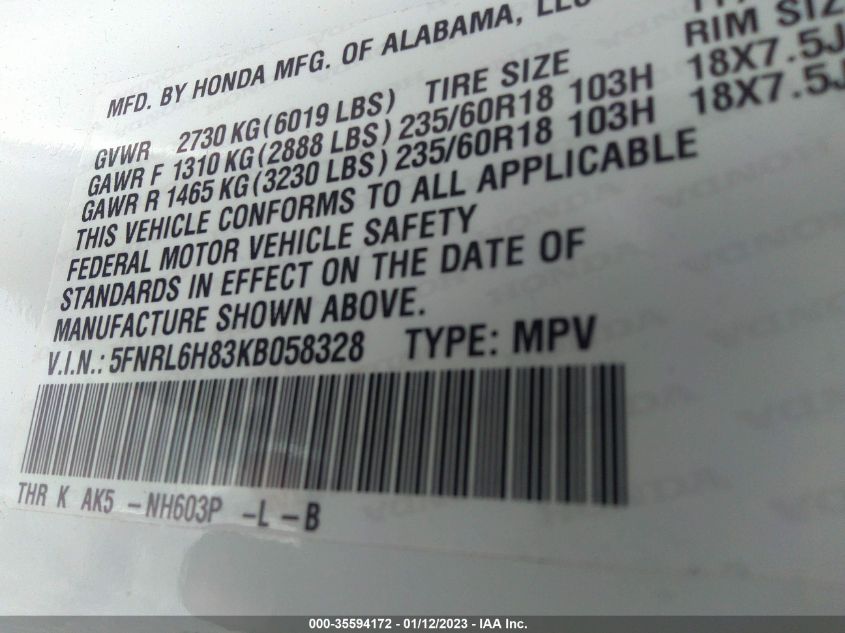 MFD. BY HONDA MFG. OF ALABAMA, LLC
GVWR 2730 KG (6019 LBS) TIRE SIZE RIM SIZ
GAWR F 1310 KG (2888 LBS) 235/60R18 103H 18X7.5J
GAWR R 1465 KG (3230 LBS) 235/60R18 103H 18X7.5J
THIS VEHICLE CONFORMS TO ALL APPLICABLE
FEDERAL MOTOR VEHICLE SAFETY
STANDARDS IN EFFECT ON THE DATE OF
MANUFACTURE SHOWN ABOVE.
V.I.N.: 5FNRL6H83KB058328 TYPE: MPV
THR K AK5 -NH603P -L -B
000-35594172 - 01/12/2023 - IAA Inc.